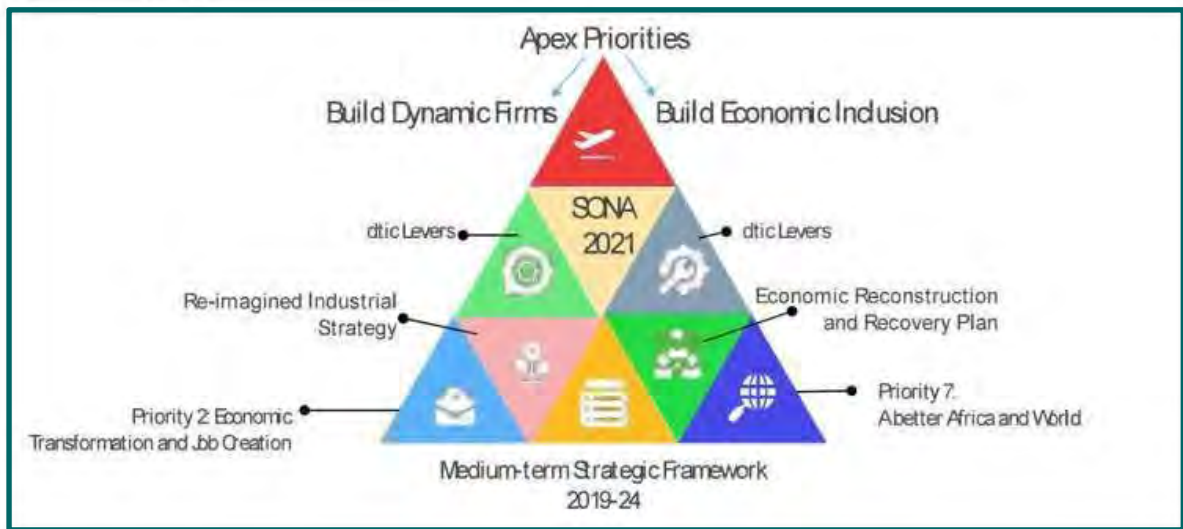 Apex Priorities
Build Dynamic Firms
Build Economic Inclusion
SONA
2021
dtic Levers
dtic Levers
Re-imagined Industrial
Strategy
Economic Reconstruction
and Recovery Plan
Priority 2: Economic
Transformation and Job Creation
Priority 7.
A better Africa and World
Medium-term Strategic Framework
2019-24